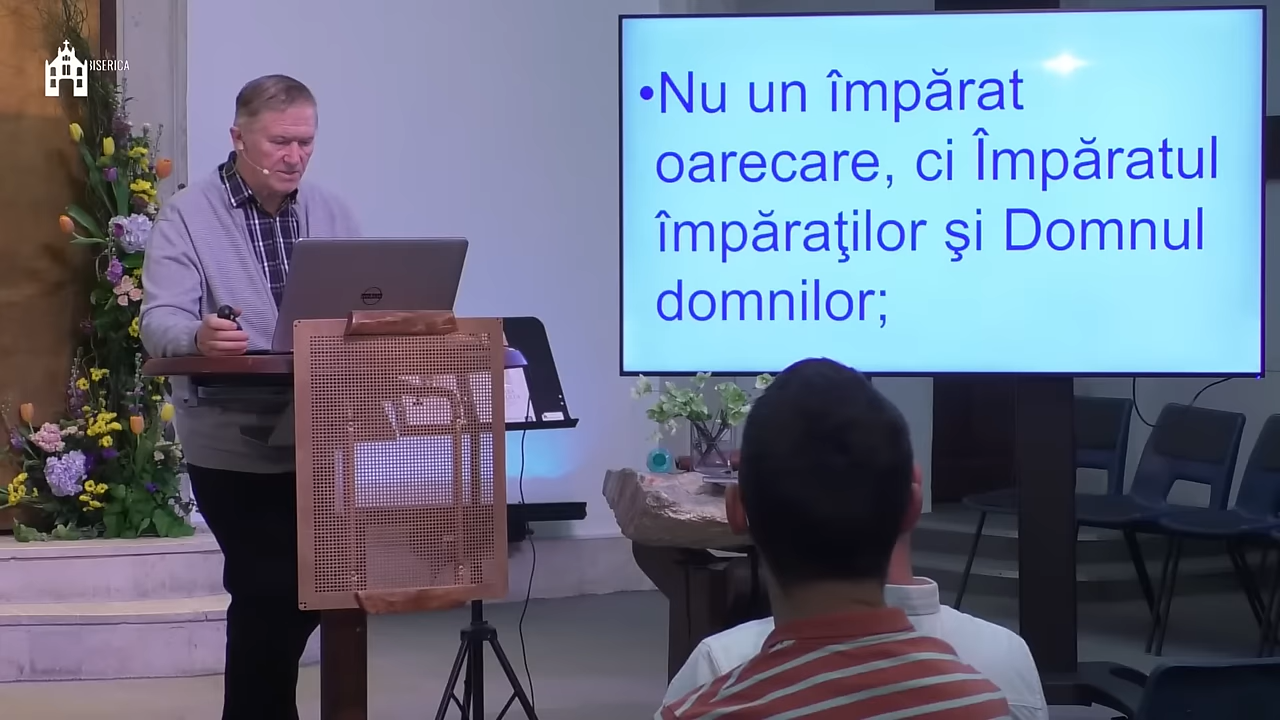 BISERICA
•Nu un împărat
oarecare, ci Împăratul
împăraţilor şi Domnul
domnilor;